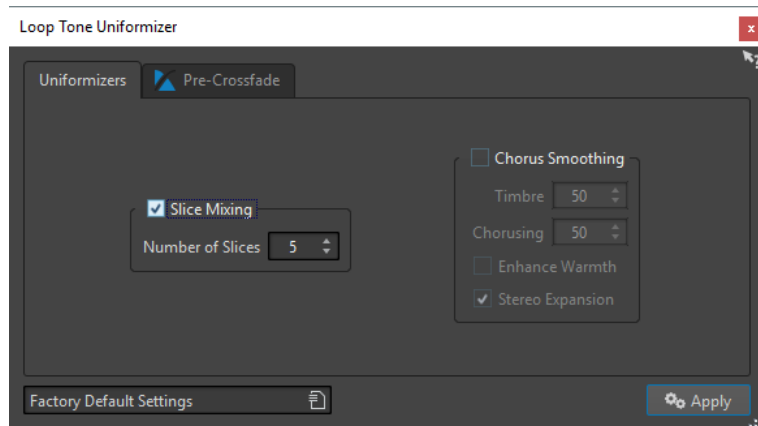 Loop Tone Uniformizer
x
Uniformizers
Pre-Crossfade
Slice Mixing
Number of Slices 5
Chorus Smoothing
Timbre 50
Chorusing 50
Enhance Warmth
Stereo Expansion
Factory Default Settings
Apply